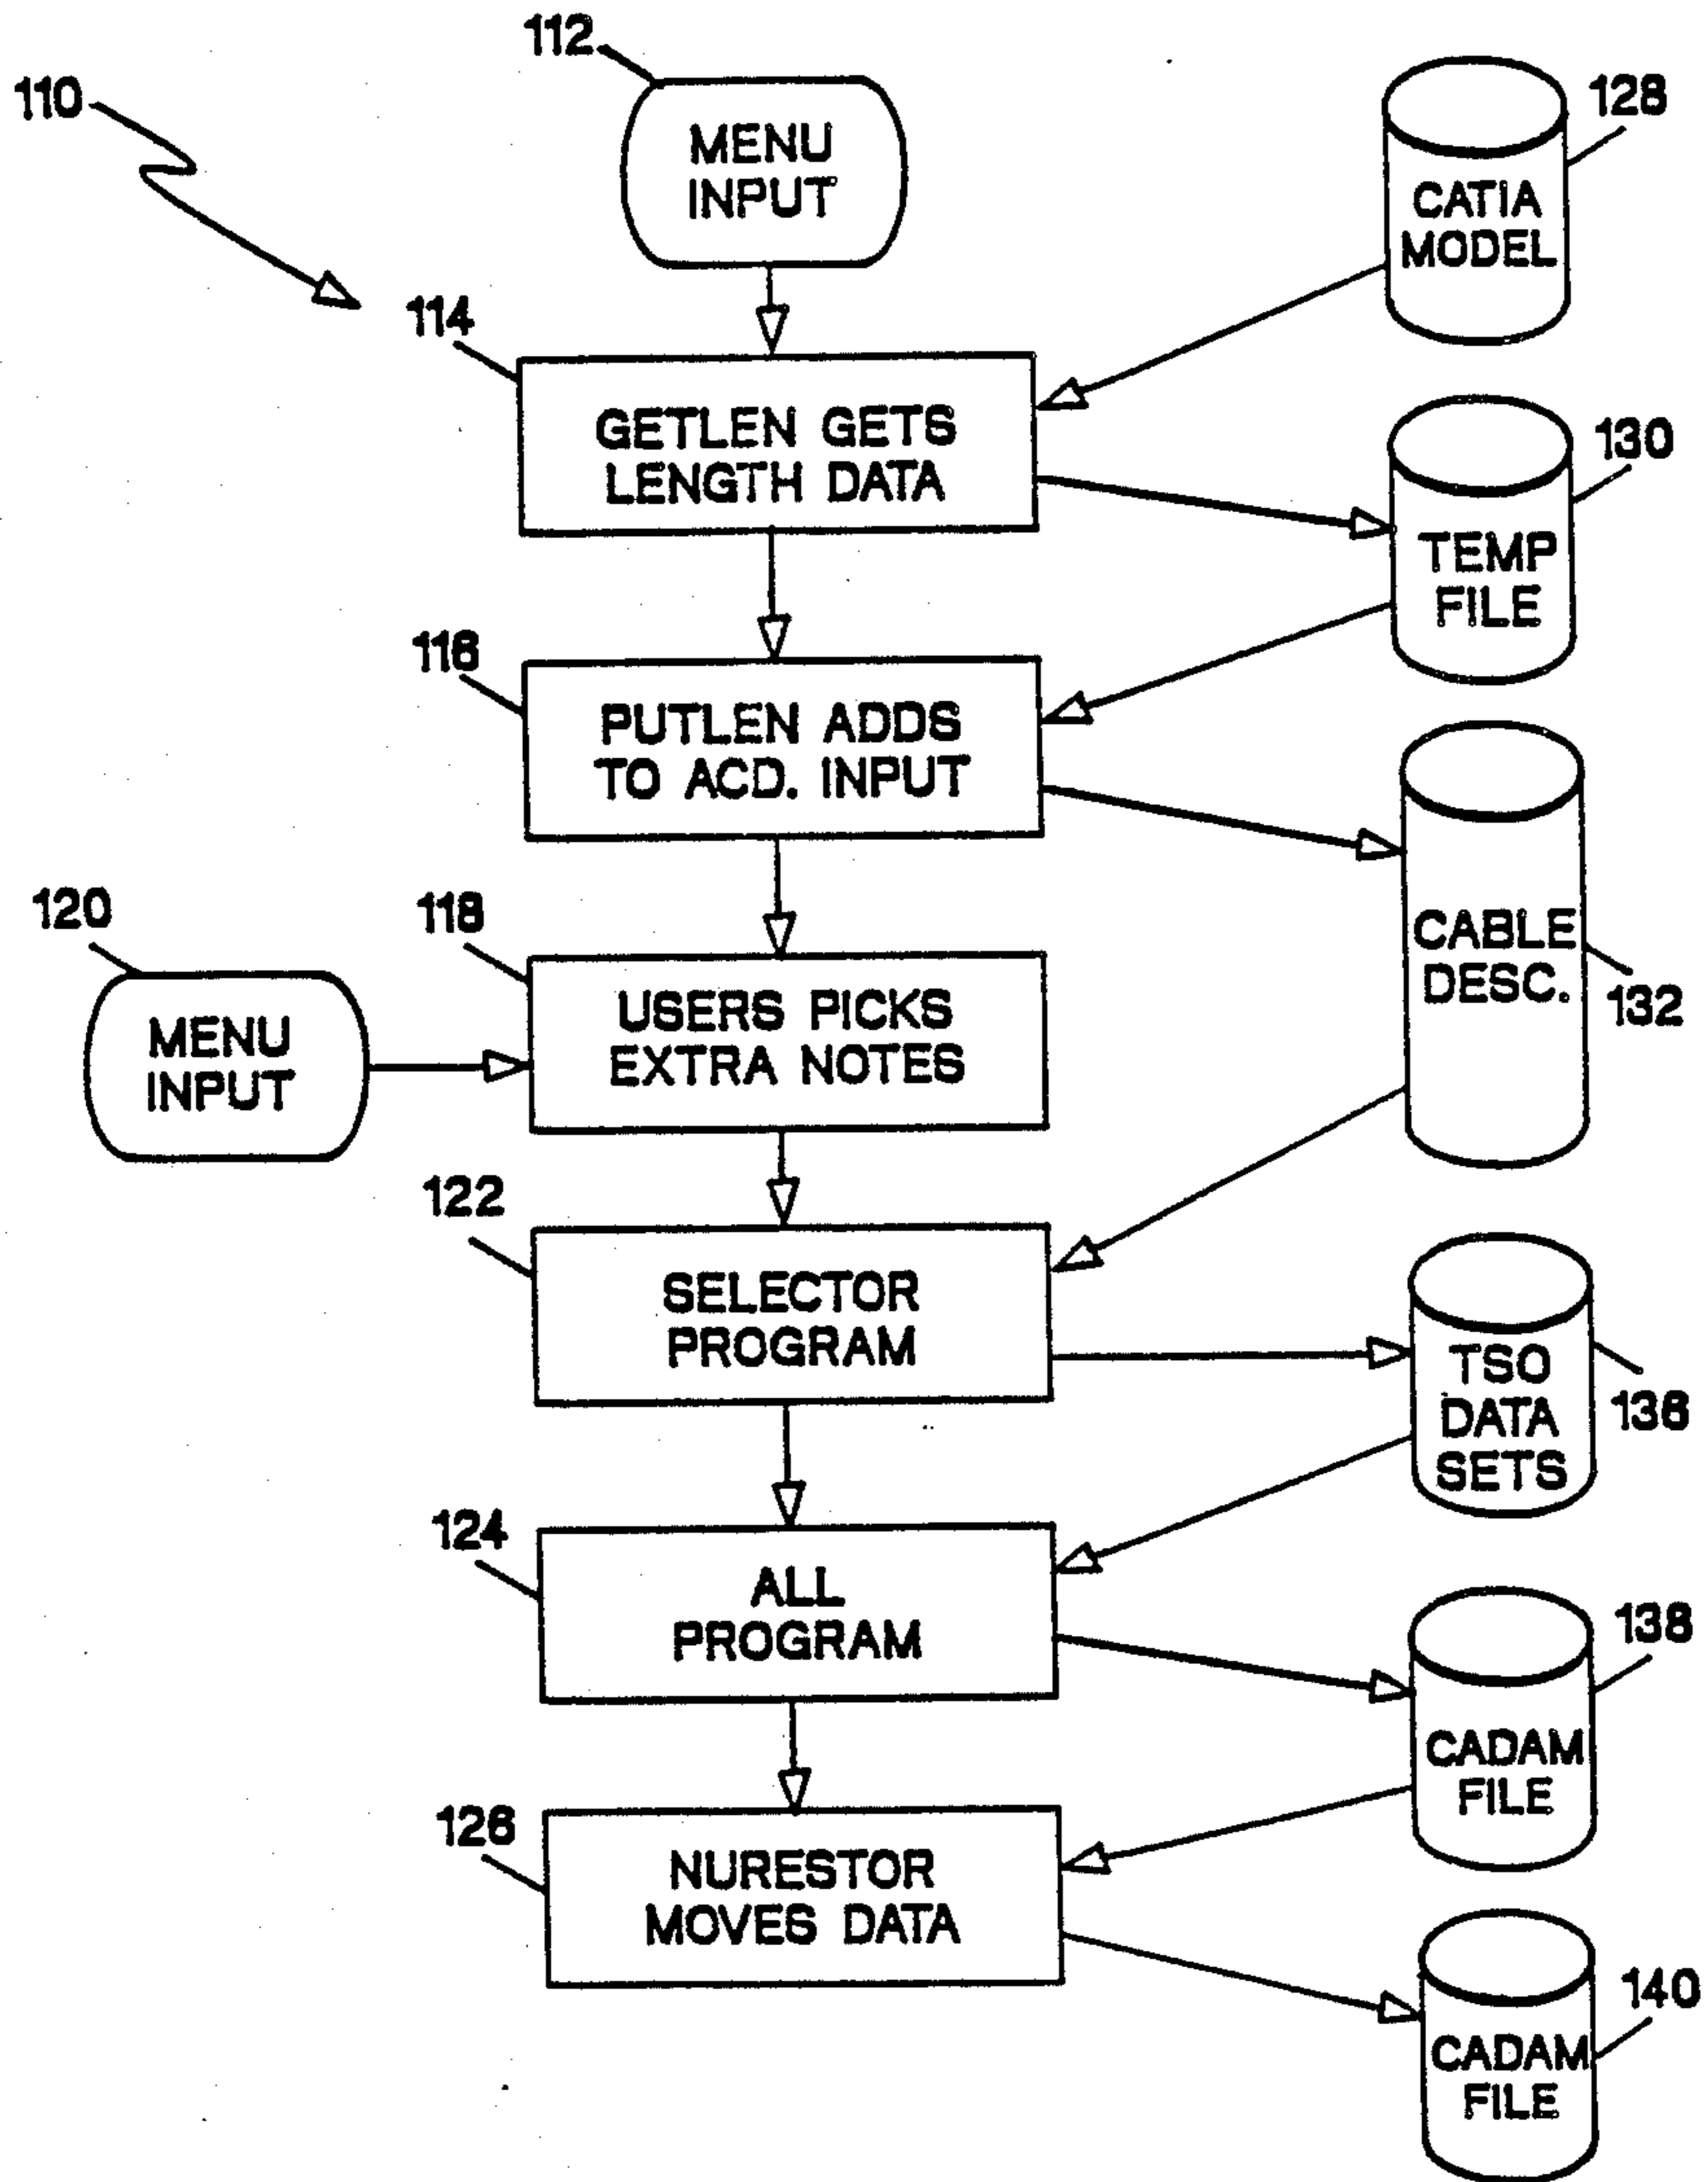 112
110
MENU
INPUT
128
CATIA
MODEL
114
GETLEN GETS
LENGTH DATA
130
TEMP
FILE
116
PUTLEN ADDS
TO ACD. INPUT
120
MENU
INPUT
118
USERS PICKS
EXTRA NOTES
CABLE
DESC.
132
122
SELECTOR
PROGRAM
TSO
DATA
SETS
136
124
ALL
PROGRAM
138
CADAM
FILE
126
NURESTOR
MOVES DATA
140
CADAM
FILE